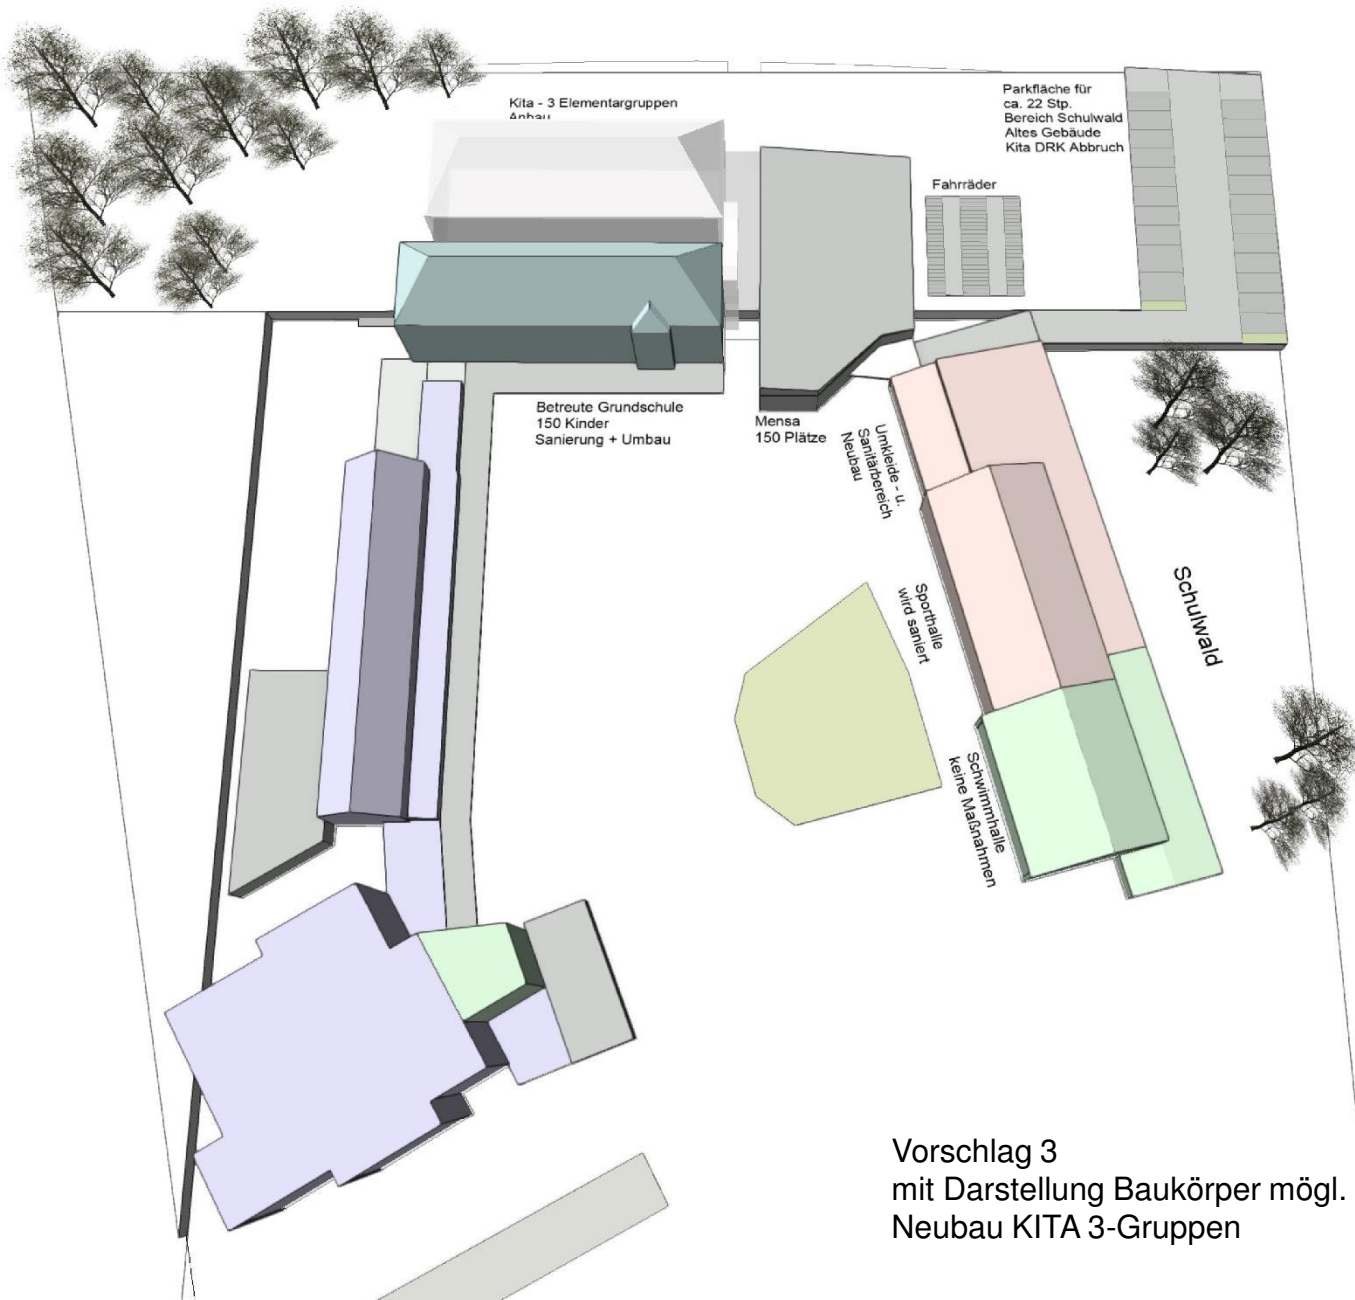 Kita - 3 Elementargruppen
Anbau
Parkfläche für
ca. 22 Stp.
Bereich Schulwald
Altes Gebäude
Kita DRK Abbruch
Fahrräder
Betreute Grundschule
150 Kinder
Sanierung + Umbau
Mensa
150 Plätze
Umkleide - u.
Sanitärbereich
Neubau
Sporthalle
wird saniert
Schulwald
Schwimmhalle
keine Maßnahmen
Vorschlag 3
mit Darstellung Baukörper mögl.
Neubau KITA 3-Gruppen